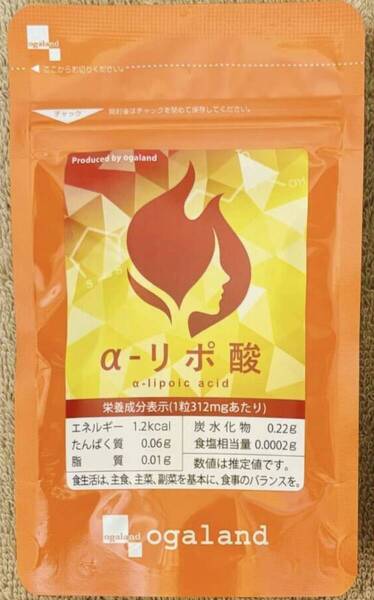 ogaland
◀ ここからお切りください。
チャック
開封後はチャックを閉めて保存してください。
Produced by ogaland
α-リポ酸
α-lipoic acid
栄養成分表示(1粒312mgあたり)
エネルギー 1.2kcal 炭水化物 0.22g
たんぱく質 0.06g 食塩相当量 0.0002g
脂質 0.01g 数値は推定値です。
食生活は、主食、主菜、副菜を基本に、食事のバランスを。
ogaland
ogaland